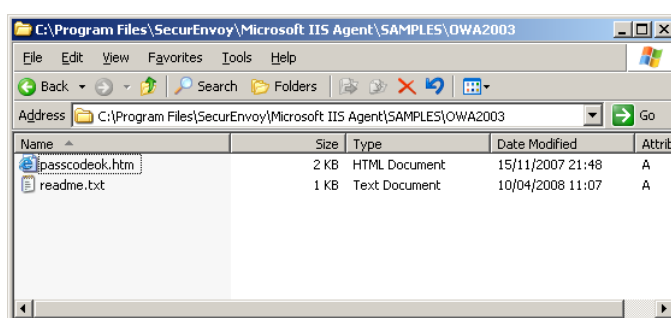 C:\Program Files\SecurEnvoy\Microsoft IIS Agent\SAMPLES\OWA2003
File Edit View Favorites Tools Help
Back Search Folders
Address C:\Program Files\SecurEnvoy\Microsoft IIS Agent\SAMPLES\OWA2003 Go
Name Size Type Date Modified Attrib
passcodeok.htm 2 KB HTML Document 15/11/2007 21:48 A
readme.txt 1 KB Text Document 10/04/2008 11:07 A